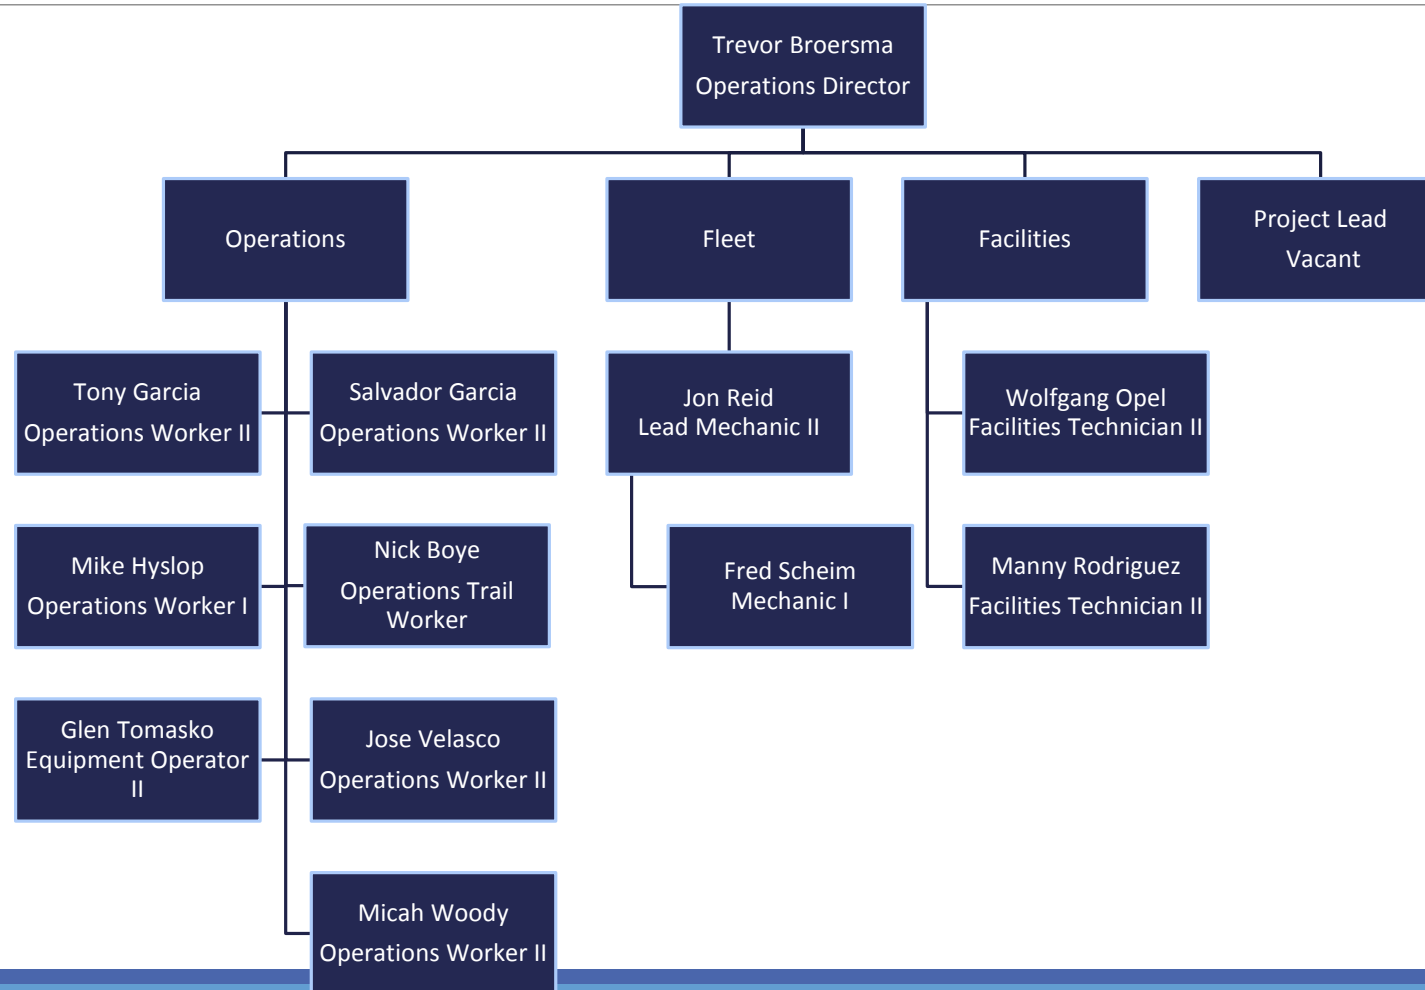 Trevor Broersma
Operations Director
Operations
Fleet
Facilities
Project Lead
Vacant
Tony Garcia
Operations Worker II
Salvador Garcia
Operations Worker II
Jon Reid
Lead Mechanic II
Wolfgang Opel
Facilities Technician II
Mike Hyslop
Operations Worker I
Nick Boye
Operations Trail
Worker
Fred Scheim
Mechanic I
Manny Rodriguez
Facilities Technician II
Glen Tomasko
Equipment Operator
II
Jose Velasco
Operations Worker II
Micah Woody
Operations Worker II